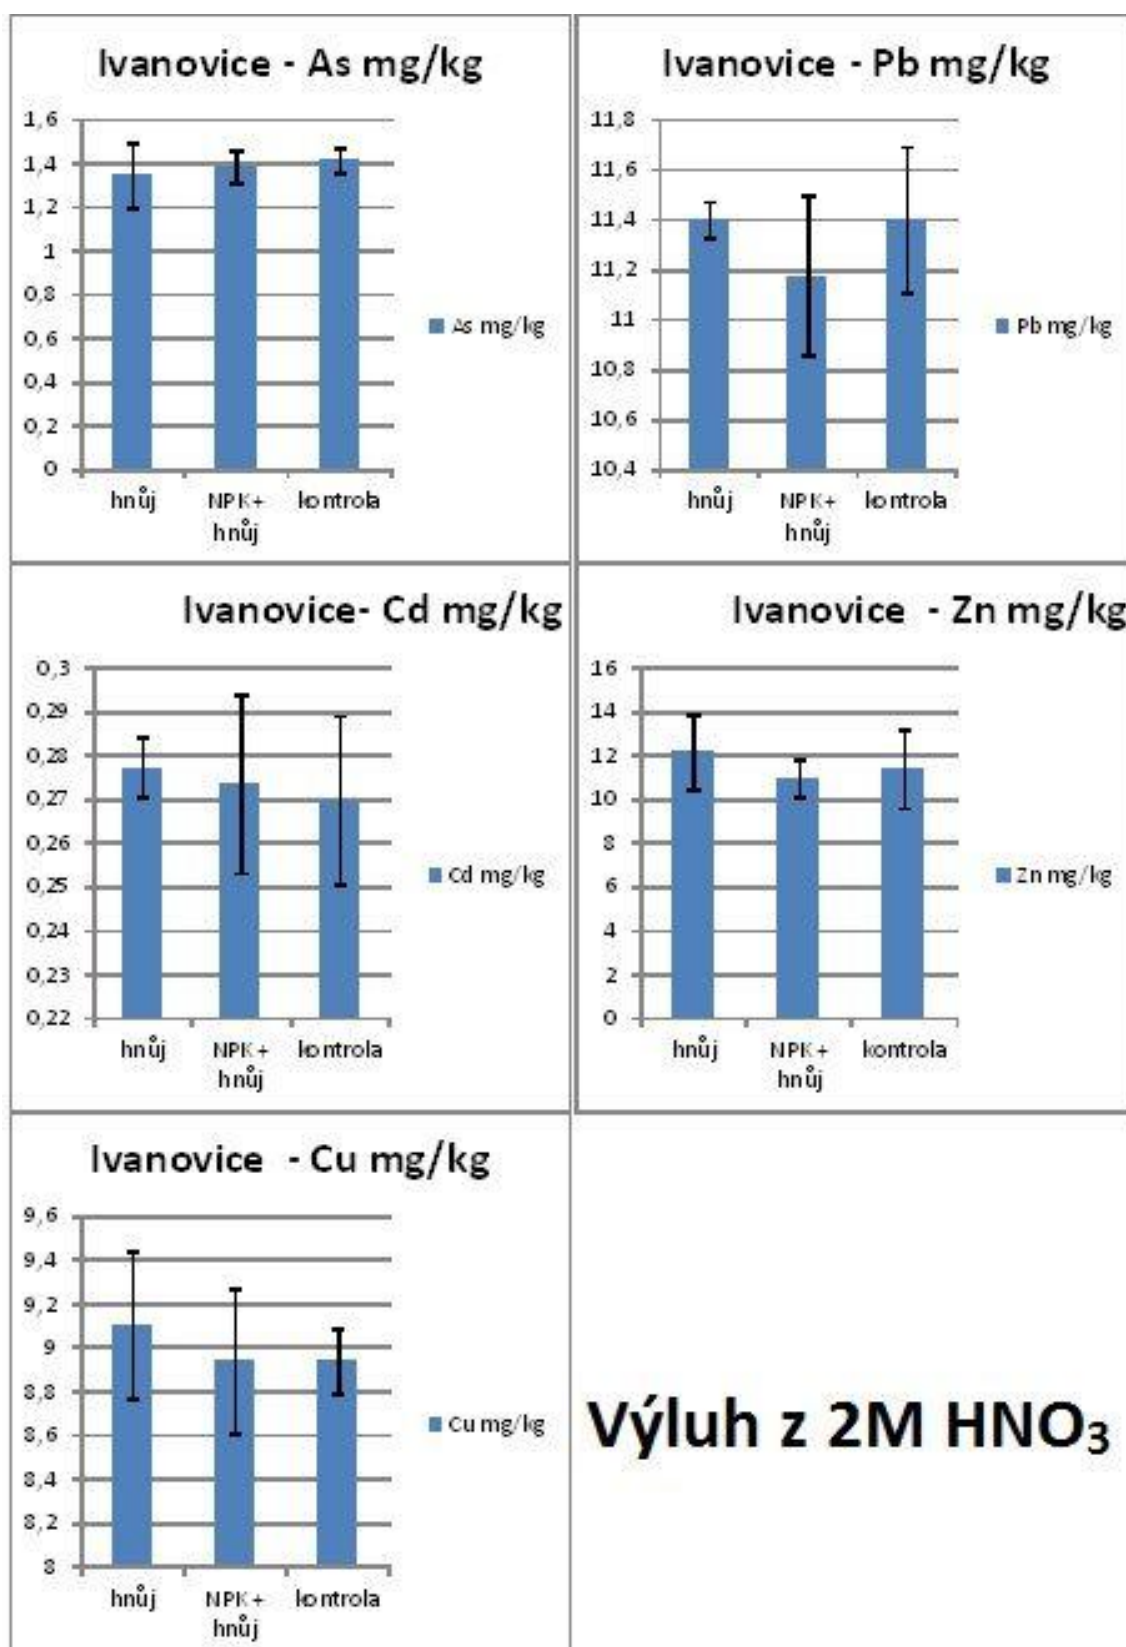 Ivanovice - As mg/kg
1,6
1,4
1,2
1
0,8
0,6
0,4
0,2
0
hnůj
NPK+
hnůj
kontrola
As mg/kg
Ivanovice - Pb mg/kg
11,8
11,6
11,4
11,2
11
10,8
10,6
10,4
hnůj
NPK+
hnůj
kontrola
Pb mg/kg
Ivanovice- Cd mg/kg
0,3
0,29
0,28
0,27
0,26
0,25
0,24
0,23
0,22
hnůj
NPK+
hnůj
kontrola
Cd mg/kg
Ivanovice - Zn mg/kg
16
14
12
10
8
6
4
2
0
hnůj
NPK+
hnůj
kontrola
Zn mg/kg
Ivanovice - Cu mg/kg
9,6
9,4
9,2
9
8,8
8,6
8,4
8,2
8
hnůj
NPK+
hnůj
kontrola
Cu mg/kg
Výluh z 2M HNO₃